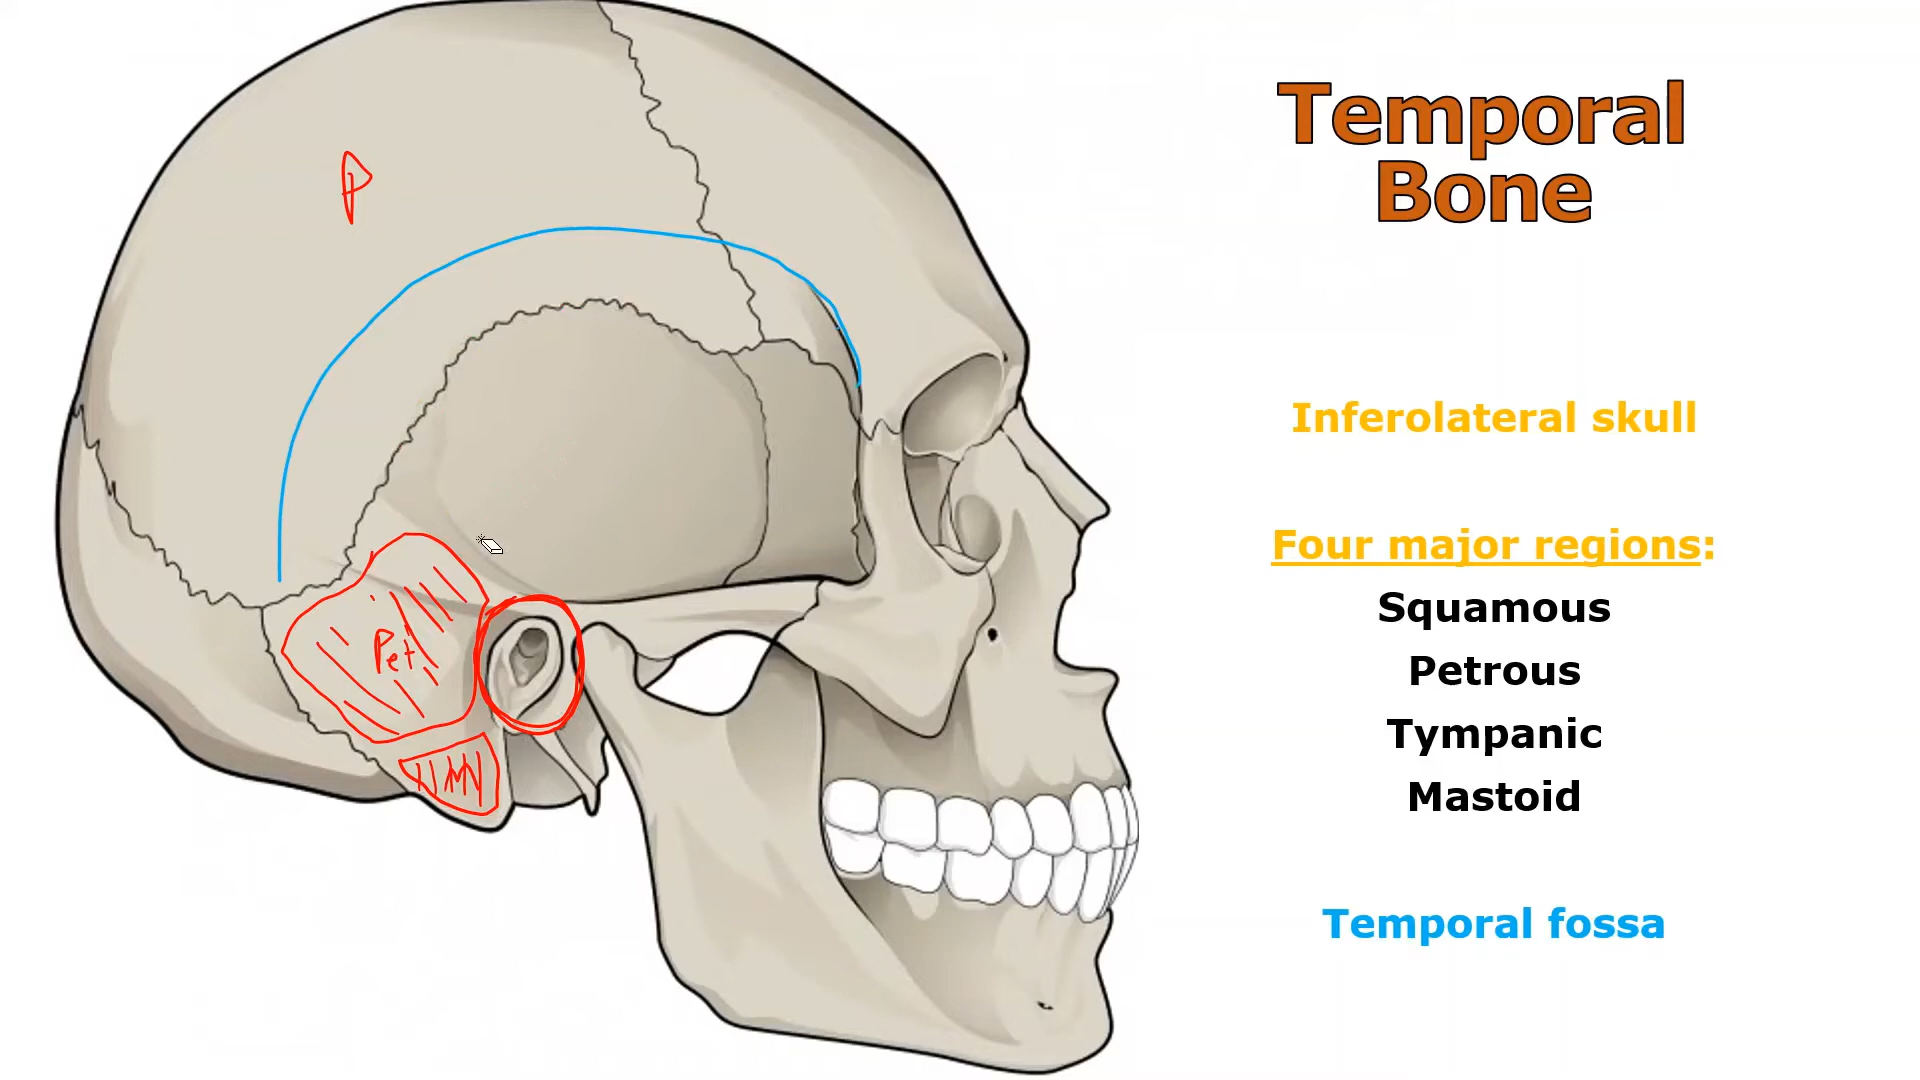 Temporal
Bone
Inferolateral skull
Four major regions:
Squamous
Petrous
Tympanic
Mastoid
Temporal fossa
P
Pet